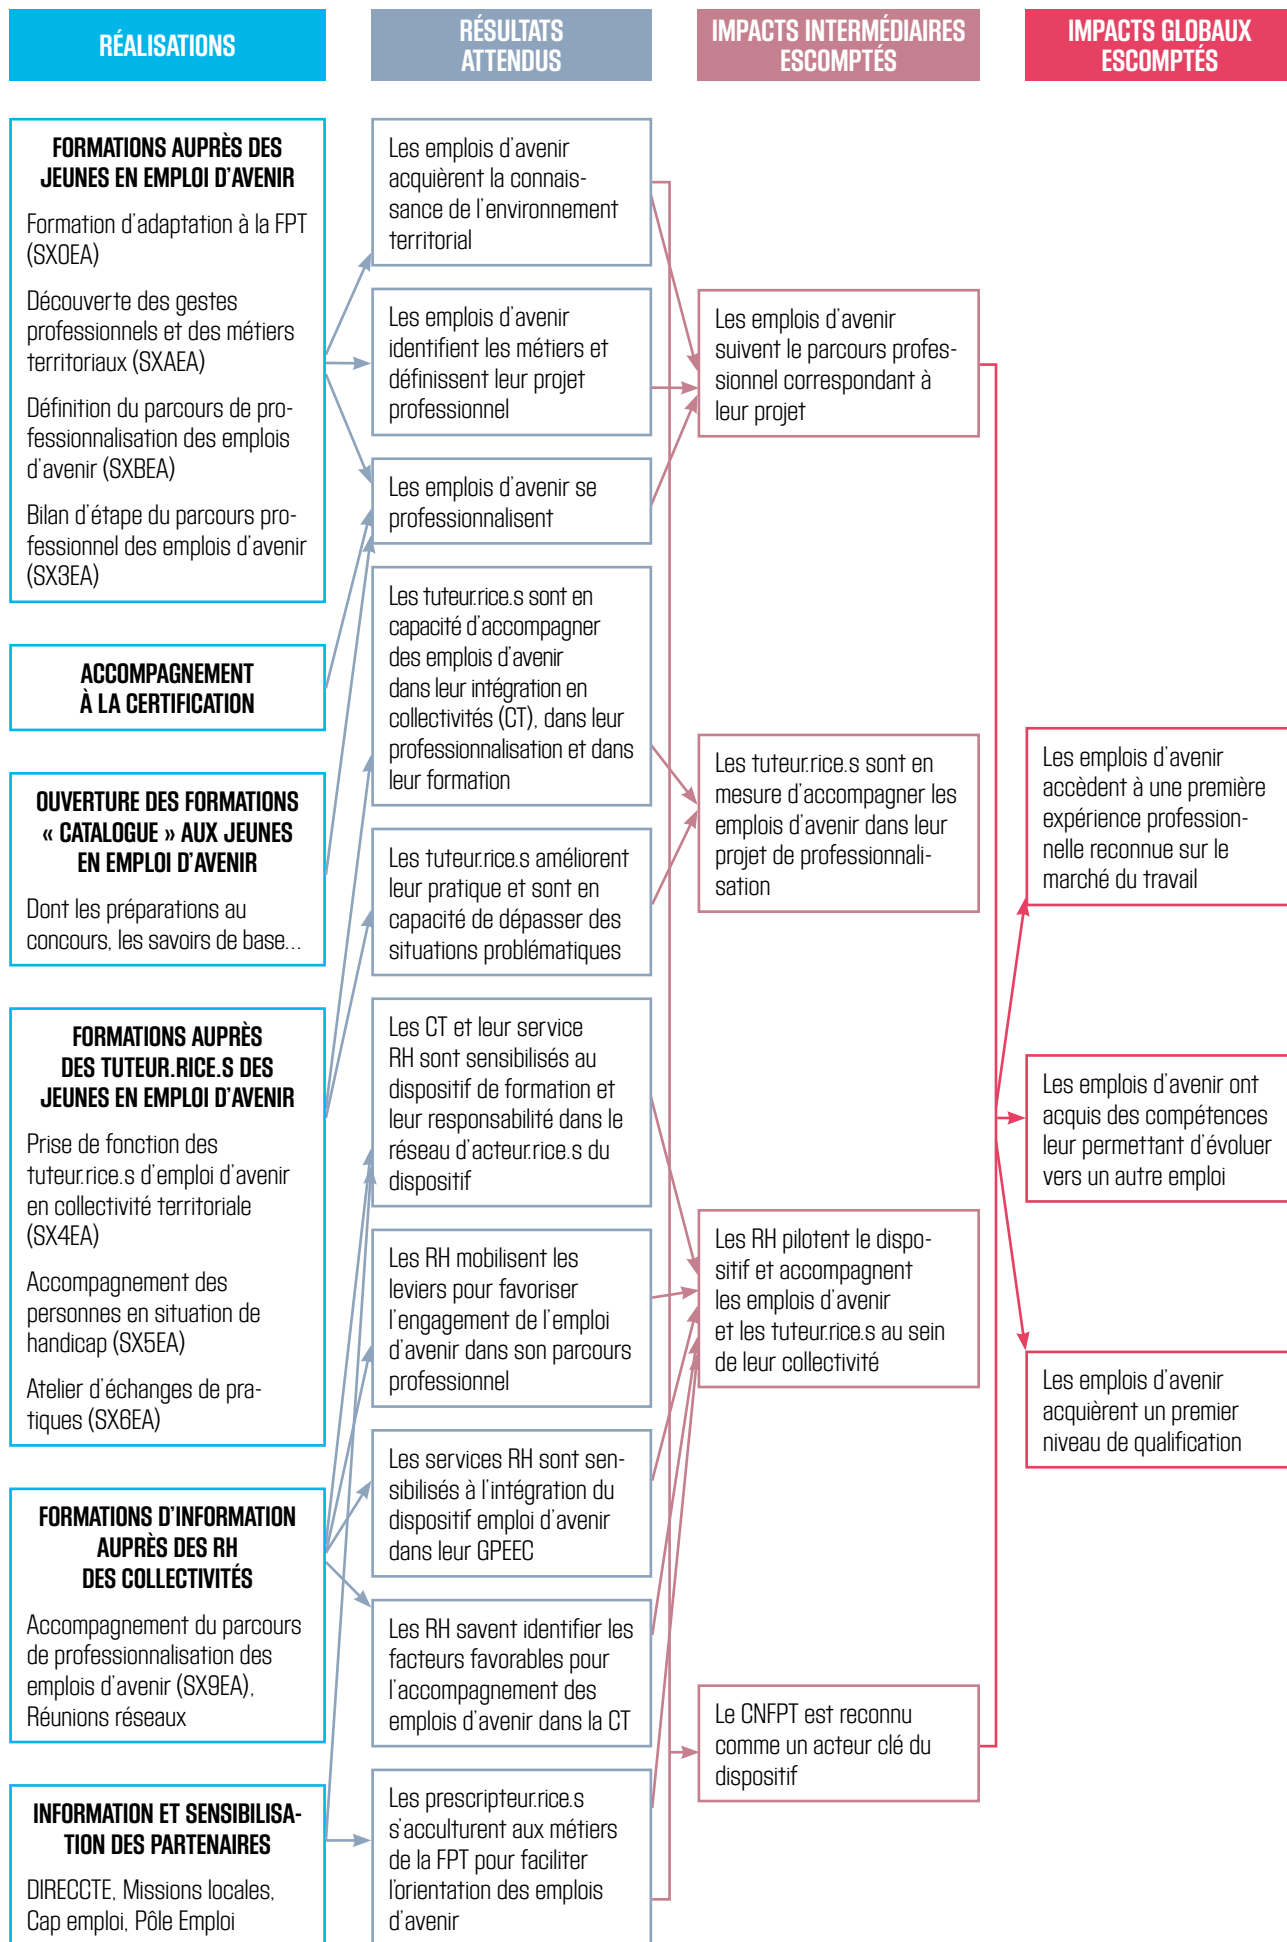 RÉALISATIONS
RÉSULTATS
ATTENDUS
IMPACTS INTERMÉDIAIRES
ESCOMPTÉS
IMPACTS GLOBAUX
ESCOMPTÉS
FORMATIONS AUPRÈS DES
JEUNES EN EMPLOI D'AVENIR
Formation d'adaptation à la FPT
(SX0EA)
Découverte des gestes
professionnels et des métiers
territoriaux (SXAEA)
Définition du parcours de pro-
fessionnalisation des emplois
d'avenir (SXBEA)
Bilan d'étape du parcours pro-
fessionnel des emplois d'avenir
(SX3EA)
ACCOMPAGNEMENT
À LA CERTIFICATION
OUVERTURE DES FORMATIONS
« CATALOGUE » AUX JEUNES
EN EMPLOI D'AVENIR
Dont les préparations au
concours, les savoirs de base...
FORMATIONS AUPRÈS
DES TUTEUR.RICE.S DES
JEUNES EN EMPLOI D'AVENIR
Prise de fonction des
tuteur.rice.s d'emploi d'avenir
en collectivité territoriale
(SX4EA)
Accompagnement des
personnes en situation de
handicap (SX5EA)
Atelier d'échanges de pra-
tiques (SX6EA)
FORMATIONS D'INFORMATION
AUPRÈS DES RH
DES COLLECTIVITÉS
Accompagnement du parcours
de professionnalisation des
emplois d'avenir (SX9EA),
Réunions réseaux
INFORMATION ET SENSIBILISA-
TION DES PARTENAIRES
DIRECCTE, Missions locales,
Cap emploi, Pôle Emploi
Les emplois d'avenir
acquièrent la connais-
sance de l'environnement
territorial
Les emplois d'avenir
identifient les métiers et
définissent leur projet
professionnel
Les emplois d'avenir se
professionnalisent
Les tuteur.rice.s sont en
capacité d'accompagner
des emplois d'avenir
dans leur intégration en
collectivités (CT), dans leur
professionnalisation et dans
leur formation
Les tuteur.rice.s améliorent
leur pratique et sont en
capacité de dépasser des
situations problématiques
Les CT et leur service
RH sont sensibilisés au
dispositif de formation et
leur responsabilité dans le
réseau d'acteur.rice.s du
dispositif
Les RH mobilisent les
leviers pour favoriser
l'engagement de l'emploi
d'avenir dans son parcours
professionnel
Les services RH sont sen-
sibilisés à l'intégration du
dispositif emploi d'avenir
dans leur GPEEC
Les RH savent identifier les
facteurs favorables pour
l'accompagnement des
emplois d'avenir dans la CT
Les prescripteur.rice.s
s'acculturent aux métiers
de la FPT pour faciliter
l'orientation des emplois
d'avenir
Les emplois d'avenir
suivent le parcours profes-
sionnel correspondant à
leur projet
Les tuteur.rice.s sont en
mesure d'accompagner les
emplois d'avenir dans leur
projet de professionnali-
sation
Les RH pilotent le dispo-
sitif et accompagnent
les emplois d'avenir
et les tuteur.rice.s au sein
de leur collectivité
Le CNFPT est reconnu
comme un acteur clé du
dispositif
Les emplois d'avenir
accèdent à une première
expérience profession-
nelle reconnue sur le
marché du travail
Les emplois d'avenir ont
acquis des compétences
leur permettant d'évoluer
vers un autre emploi
Les emplois d'avenir
acquièrent un premier
niveau de qualification